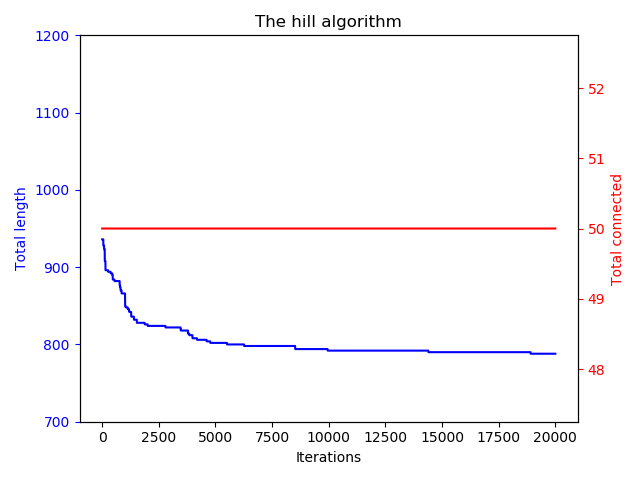 The hill algorithm
1200
1100
1000
900
800
700
Total length
52
51
50
49
48
Total connected
0 2500 5000 7500 10000 12500 15000 17500 20000
Iterations